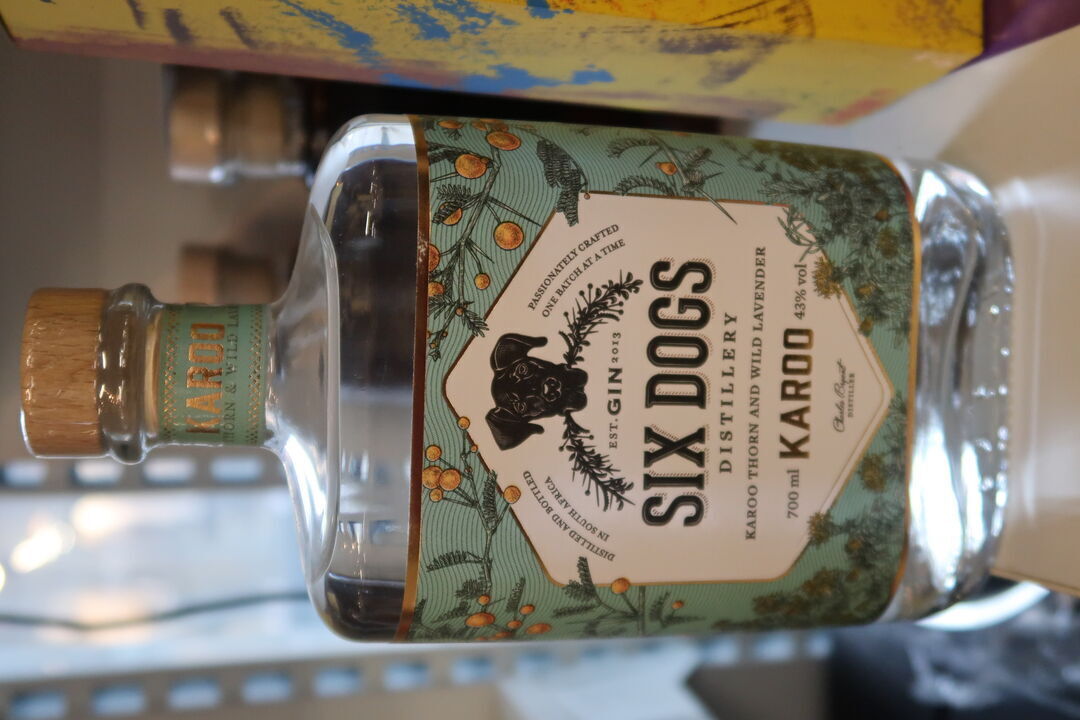 KAROO
PASSIONATELY CRAFTED
ONE BATCH AT A TIME
DISTILLED AND BOTTLED
IN SOUTH AFRICA
EST. GIN 2013
SIX DOGS
DISTILLERY
KAROO THORN AND WILD LAVENDER
700 ml KAROO 43% vol
DISTILLER